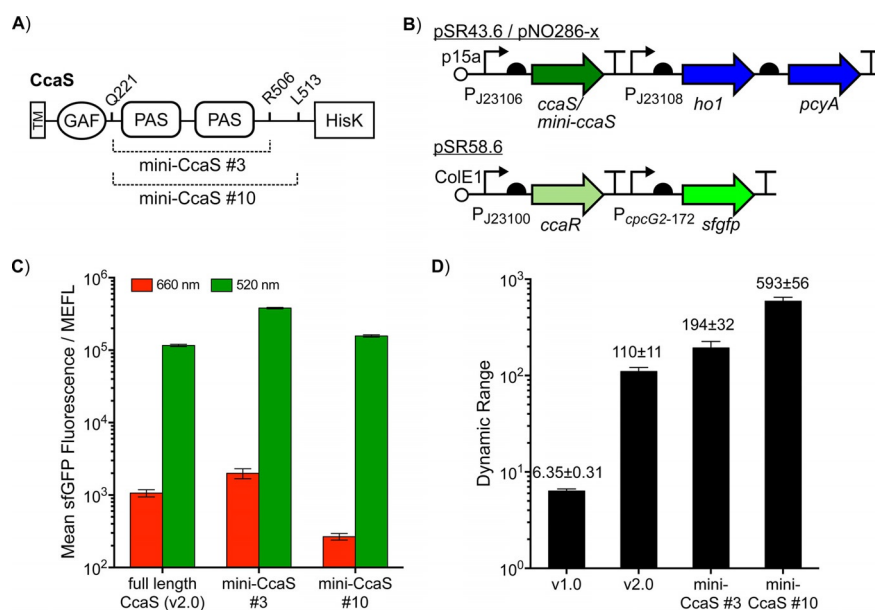 A)
CcaS
Q221
R506
L513
TM
GAF
PAS
PAS
HisK
mini-CcaS #3
mini-CcaS #10
B)
pSR43.6 / pNO286-x
p15a
PJ23106
ccaS/
mini-ccaS
PJ23108
ho1
pcyA
pSR58.6
ColE1
PJ23100
ccaR
PcpcG2-172
sfgfp
C)
Mean sfGFP Fluorescence / MEFL
660 nm
520 nm
10^6
10^5
10^4
10^3
10^2
full length
CcaS (v2.0)
mini-CcaS
#3
mini-CcaS
#10
D)
Dynamic Range
10^3
10^2
10^1
10^0
6.35±0.31
110±11
194±32
593±56
v1.0
v2.0
mini-
CcaS #3
mini-
CcaS #10